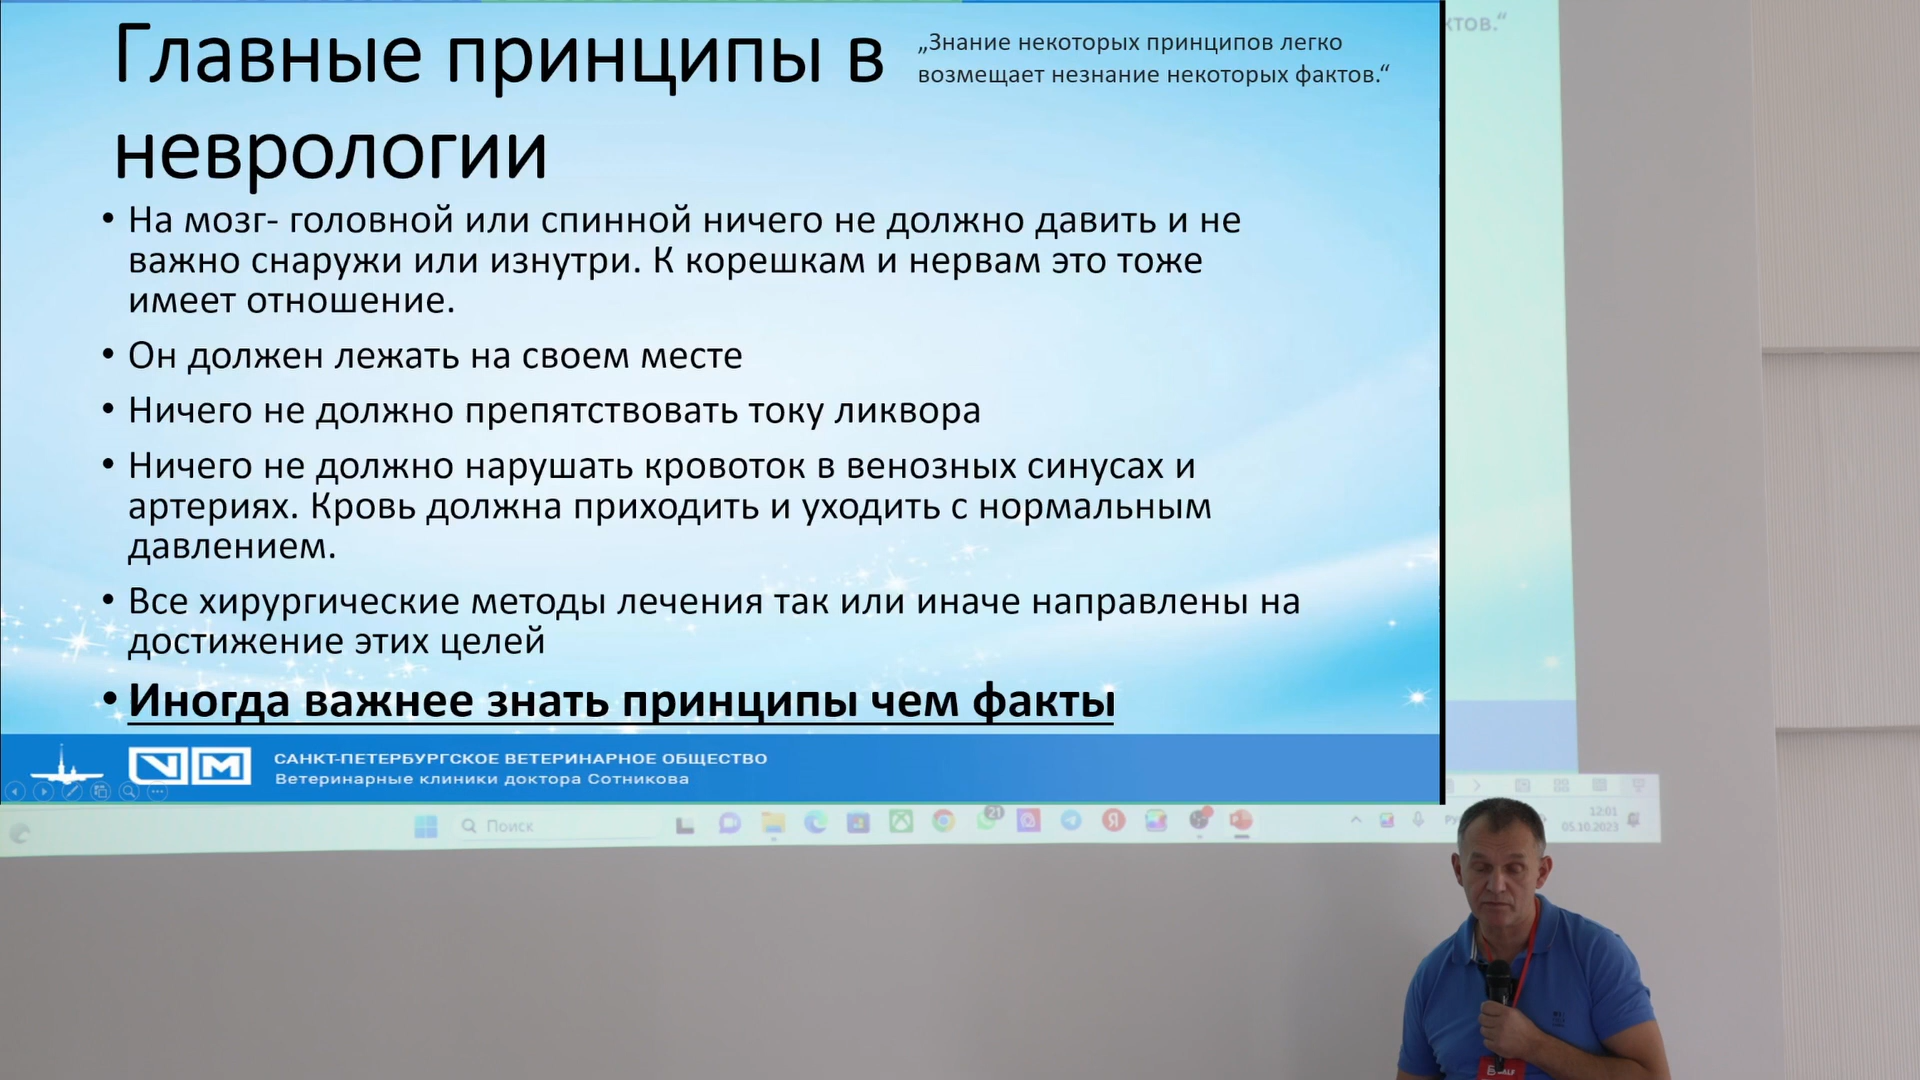 Главные принципы в
неврологии
„Знание некоторых принципов легко
возмещает незнание некоторых фактов.“
• На мозг- головной или спинной ничего не должно давить и не
важно снаружи или изнутри. К корешкам и нервам это тоже
имеет отношение.
• Он должен лежать на своем месте
• Ничего не должно препятствовать току ликвора
• Ничего не должно нарушать кровоток в венозных синусах и
артериях. Кровь должна приходить и уходить с нормальным
давлением.
• Все хирургические методы лечения так или иначе направлены на
достижение этих целей
• Иногда важнее знать принципы чем факты
VM
САНКТ-ПЕТЕРБУРГСКОЕ ВЕТЕРИНАРНОЕ ОБЩЕСТВО
Ветеринарные клиники доктора Сотникова
ктов.“
Поиск
21
Я
12:01
05.10.2023